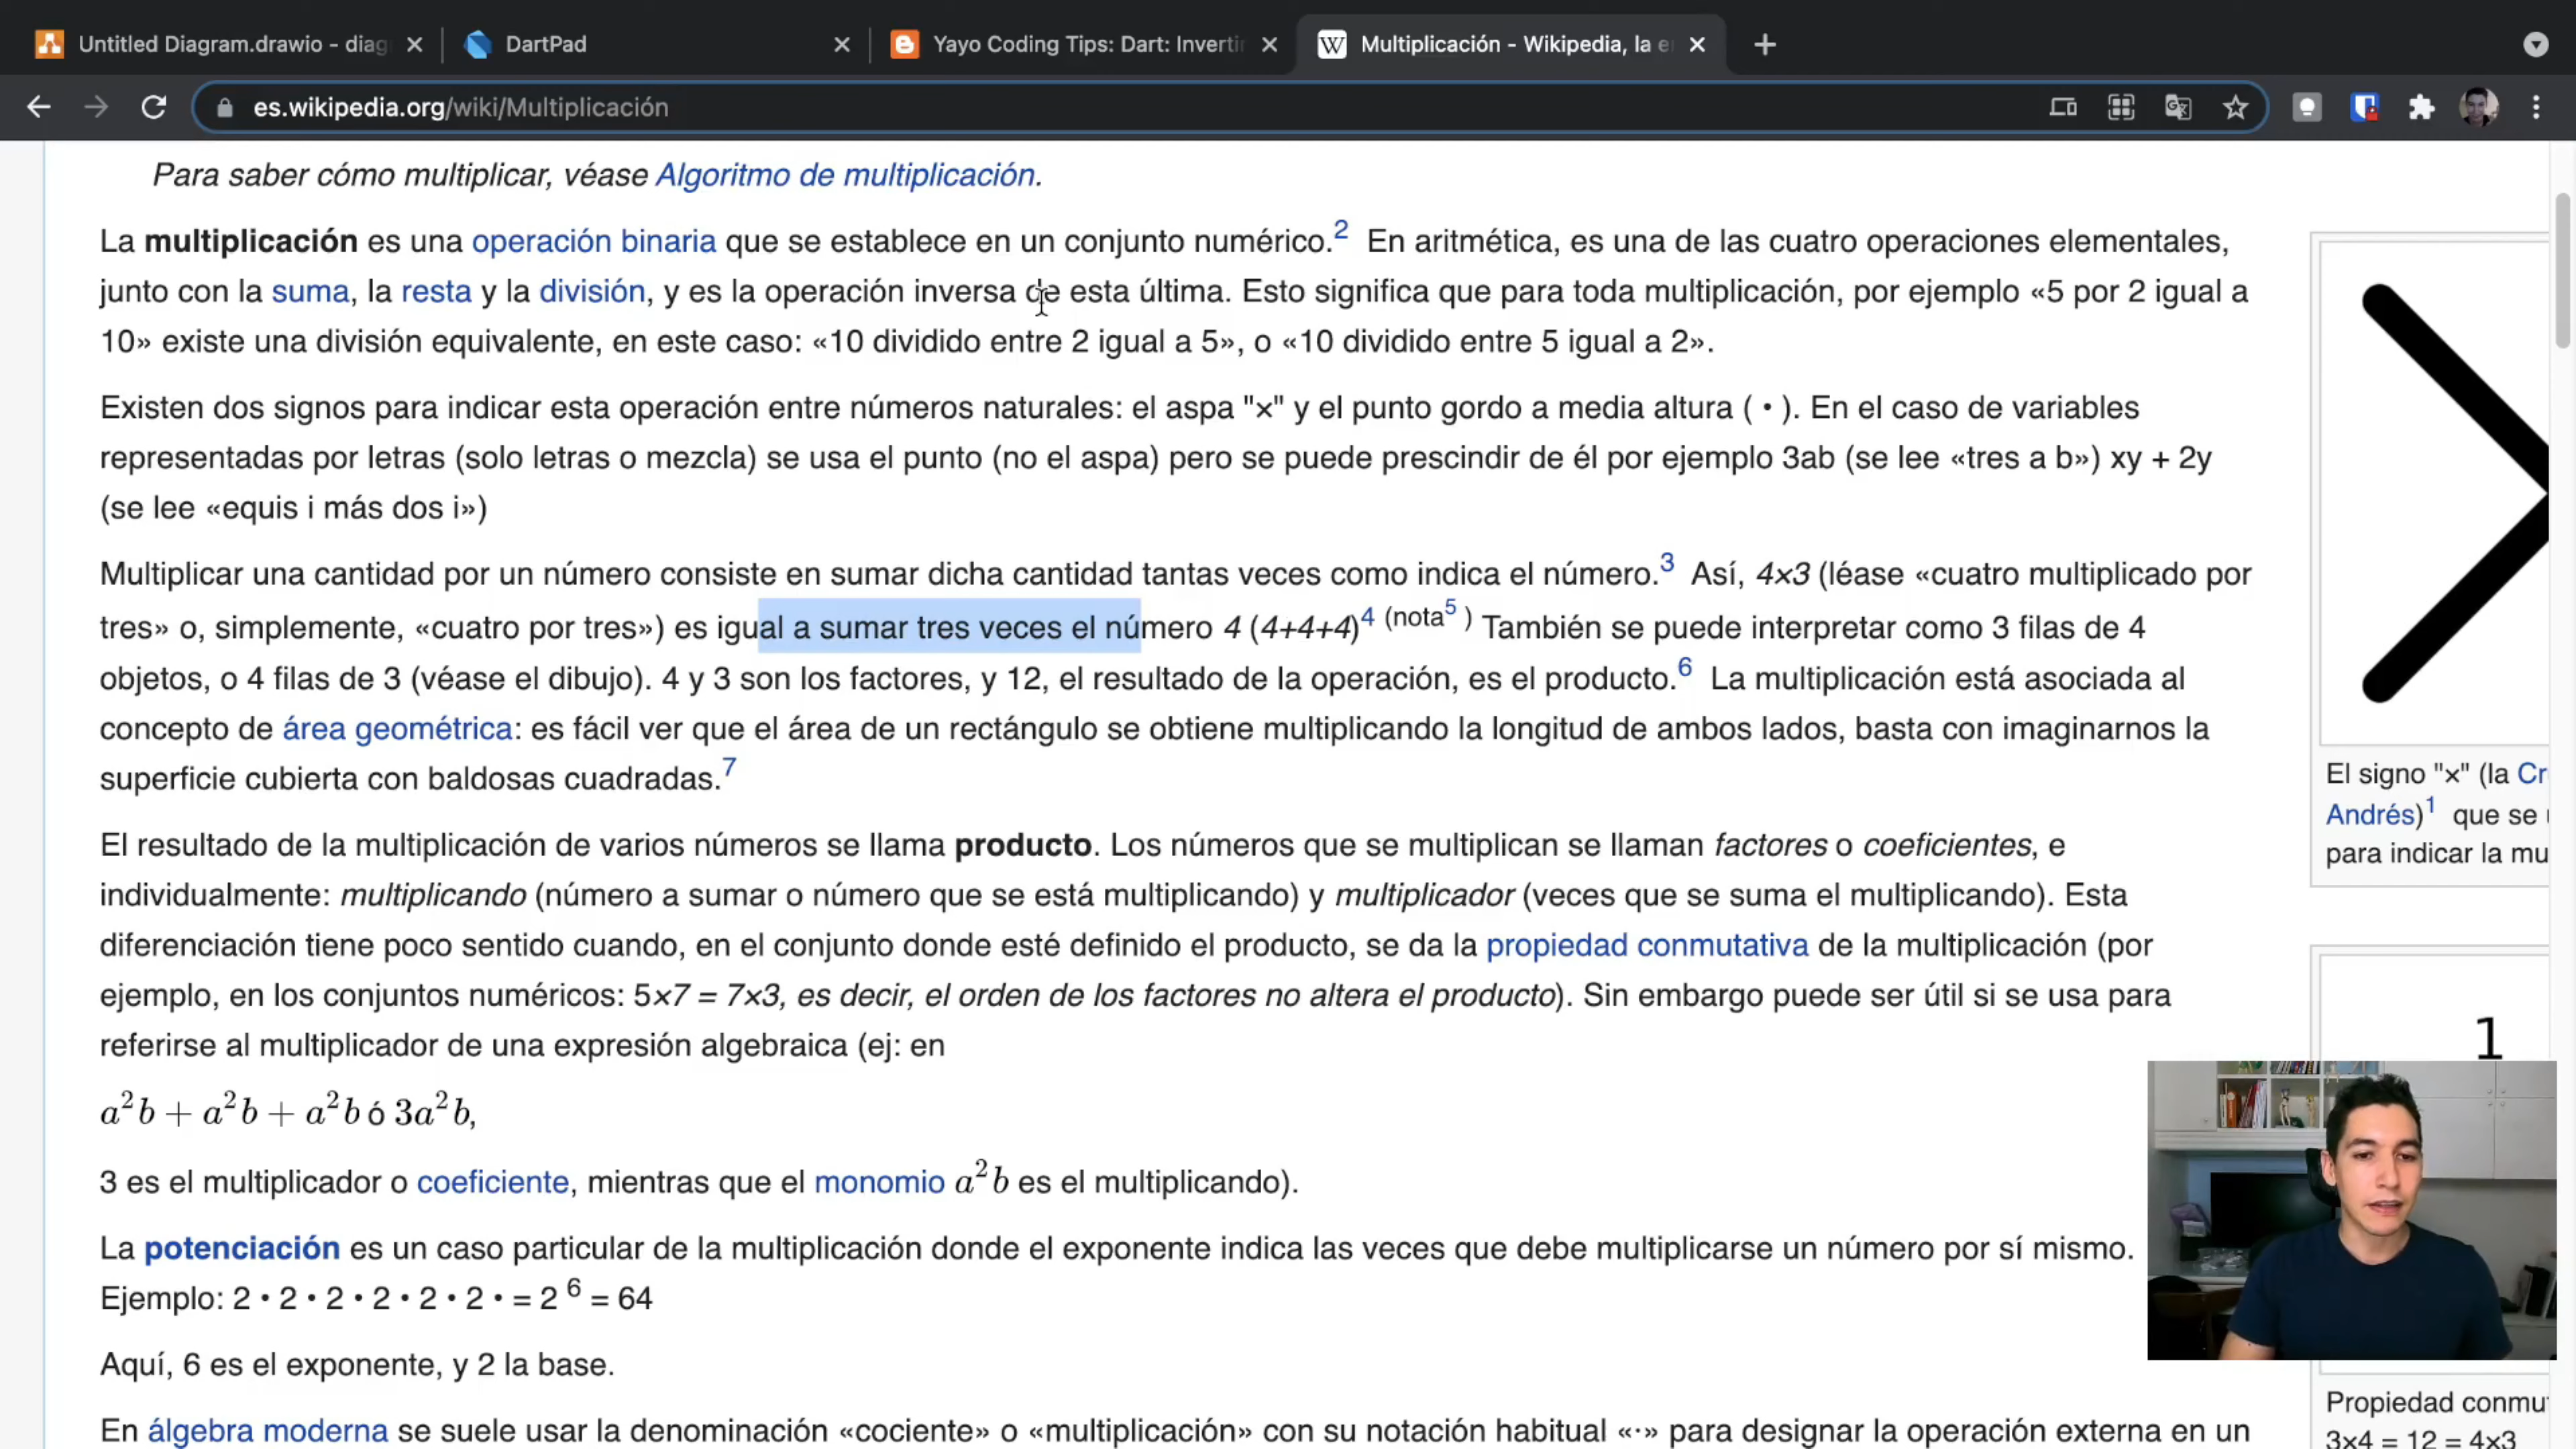 Untitled Diagram.drawio - diag
DartPad
Yayo Coding Tips: Dart: Inverti
Multiplicación - Wikipedia, la e
es.wikipedia.org/wiki/Multiplicación
Para saber cómo multiplicar, véase Algoritmo de multiplicación.
La multiplicación es una operación binaria que se establece en un conjunto numérico.2 En aritmética, es una de las cuatro operaciones elementales,
junto con la suma, la resta y la división, y es la operación inversa de esta última. Esto significa que para toda multiplicación, por ejemplo «5 por 2 igual a
10» existe una división equivalente, en este caso: «10 dividido entre 2 igual a 5», o «10 dividido entre 5 igual a 2».
Existen dos signos para indicar esta operación entre números naturales: el aspa "×" y el punto gordo a media altura ( • ). En el caso de variables
representadas por letras (solo letras o mezcla) se usa el punto (no el aspa) pero se puede prescindir de él por ejemplo 3ab (se lee «tres a b») xy + 2y
(se lee «equis i más dos i»)
Multiplicar una cantidad por un número consiste en sumar dicha cantidad tantas veces como indica el número.3 Así, 4×3 (léase «cuatro multiplicado por
tres» o, simplemente, «cuatro por tres») es igual a sumar tres veces el número 4 (4+4+4)4 (nota5 ) También se puede interpretar como 3 filas de 4
objetos, o 4 filas de 3 (véase el dibujo). 4 y 3 son los factores, y 12, el resultado de la operación, es el producto.6 La multiplicación está asociada al
concepto de área geométrica: es fácil ver que el área de un rectángulo se obtiene multiplicando la longitud de ambos lados, basta con imaginarnos la
superficie cubierta con baldosas cuadradas.7
El resultado de la multiplicación de varios números se llama producto. Los números que se multiplican se llaman factores o coeficientes, e
individualmente: multiplicando (número a sumar o número que se está multiplicando) y multiplicador (veces que se suma el multiplicando). Esta
diferenciación tiene poco sentido cuando, en el conjunto donde esté definido el producto, se da la propiedad conmutativa de la multiplicación (por
ejemplo, en los conjuntos numéricos: 5×7 = 7×3, es decir, el orden de los factores no altera el producto). Sin embargo puede ser útil si se usa para
referirse al multiplicador de una expresión algebraica (ej: en
a²b + a²b + a²b ó 3a²b,
3 es el multiplicador o coeficiente, mientras que el monomio a²b es el multiplicando).
La potenciación es un caso particular de la multiplicación donde el exponente indica las veces que debe multiplicarse un número por sí mismo.
Ejemplo: 2 • 2 • 2 • 2 • 2 • 2 • = 2 ⁶ = 64
Aquí, 6 es el exponente, y 2 la base.
En álgebra moderna se suele usar la denominación «cociente» o «multiplicación» con su notación habitual «·» para designar la operación externa en un
El signo "×" (la Cr
Andrés)1 que se
para indicar la mu
1
Propiedad conmu
3×4 = 12 = 4×3